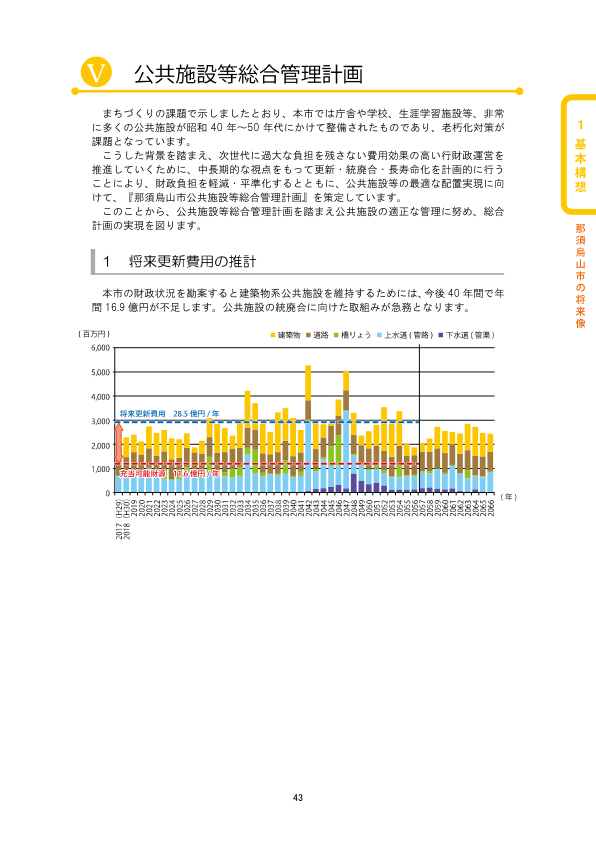 V 公共施設等総合管理計画
まちづくりの課題で示しましたとおり、本市では庁舎や学校、生涯学習施設等、非常
に多くの公共施設が昭和 40 年～50 年代にかけて整備されたものであり、老朽化対策が
課題となっています。
こうした背景を踏まえ、次世代に過大な負担を残さない費用効果の高い行財政運営を
推進していくために、中長期的な視点をもって更新・統廃合・長寿命化を計画的に行う
ことにより、財政負担を軽減・平準化するとともに、公共施設等の最適な配置実現に向
けて、『那須烏山市公共施設等総合管理計画』を策定しています。
このことから、公共施設等総合管理計画を踏まえ公共施設の適正な管理に努め、総合
計画の実現を図ります。
1 基本構想
那須烏山市の将来像
1 将来更新費用の推計
本市の財政状況を勘案すると建築物系公共施設を維持するためには、今後 40 年間で年
間 16.9 億円が不足します。公共施設の統廃合に向けた取組みが急務となります。
(百万円)
建築物 道路 橋りょう 上水道(管路) 下水道(管渠)
6,000
5,000
4,000
3,000
2,000
1,000
0
将来更新費用 28.5 億円/年
充当可能財源 11.6 億円/年
(年)
2017 (H29)
2018 (H30)
2019
2020
2021
2022
2023
2024
2025
2026
2027
2028
2029
2030
2031
2032
2033
2034
2035
2036
2037
2038
2039
2040
2041
2042
2043
2044
2045
2046
2047
2048
2049
2050
2051
2052
2053
2054
2055
2056
2057
2058
2059
2060
2061
2062
2063
2064
2065
2066
43